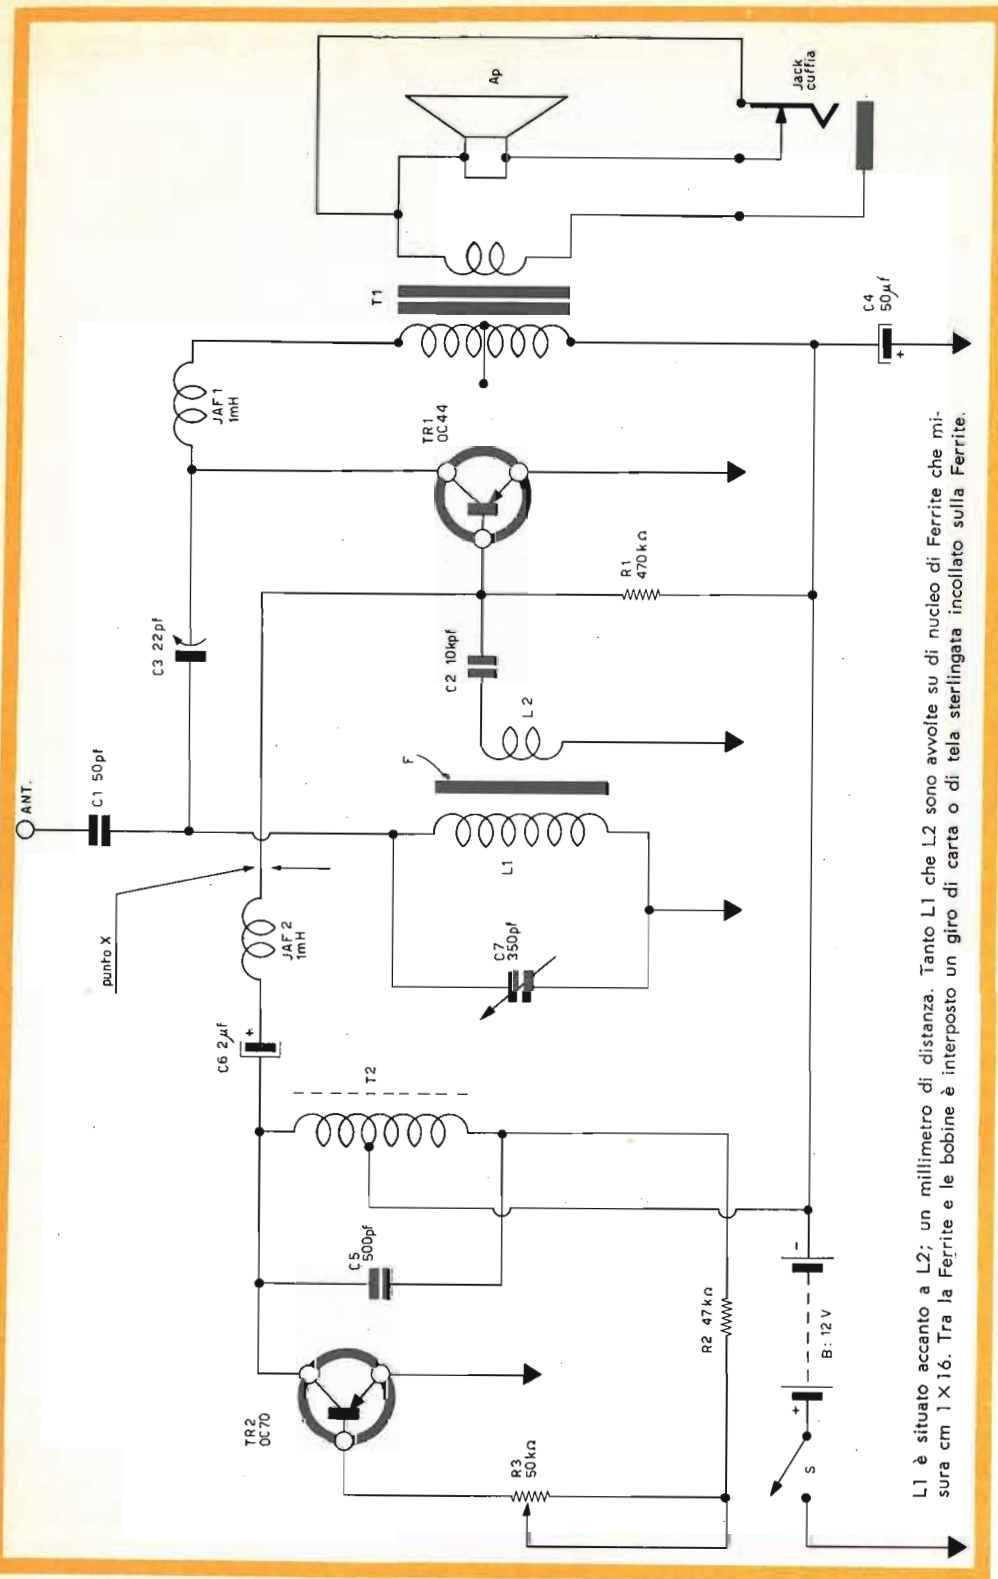 ANT.
C1 50pf
C3 22pf
JAF 1
1mH
T1
Ap
Jack
cuffia
punto X
JAF 2
1mH
C6 2µf
+
TR1
OC44
C2 10kpf
L2
F
L1
C7
350pf
T2
C5
500pf
TR2
OC70
R3
50kΩ
R2 47kΩ
R1
470kΩ
C4
50µf
+
S
+
B: 12 V
-
L1 è situato accanto a L2; un millimetro di distanza. Tanto L1 che L2 sono avvolte su di nucleo di Ferrite che mi-
sura cm 1×16. Tra la Ferrite e le bobine è interposto un giro di carta o di tela sterlingata incollato sulla Ferrite.